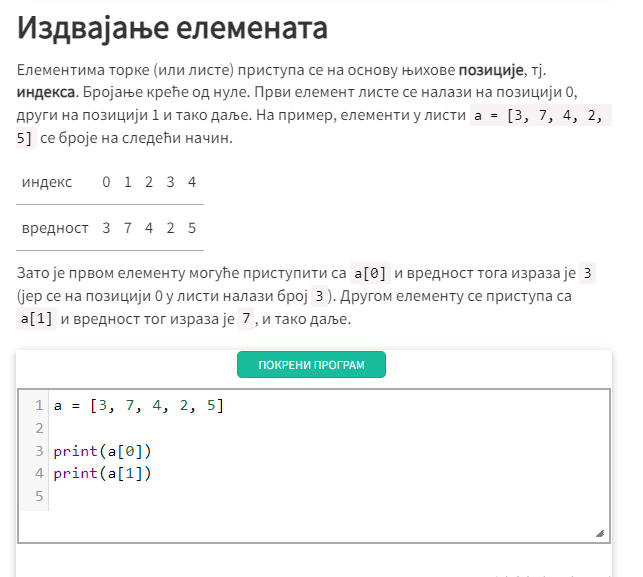 Издвајање елемената
Елементима торке (или листе) приступа се на основу њихове позиције, тј.
индекса. Бројање креће од нуле. Први елемент листе се налази на позицији 0,
други на позицији 1 и тако даље. На пример, елементи у листи a = [3, 7, 4, 2,
5] се броје на следећи начин.
индекс 0 1 2 3 4
вредност 3 7 4 2 5
Зато је првом елементу могуће приступити са a[0] и вредност тога израза је 3
(јер се на позицији 0 у листи налази број 3). Другом елементу се приступа са
a[1] и вредност тог израза је 7, и тако даље.
ПОКРЕНИ ПРОГРАМ
1 a = [3, 7, 4, 2, 5]
2
3 print(a[0])
4 print(a[1])
5